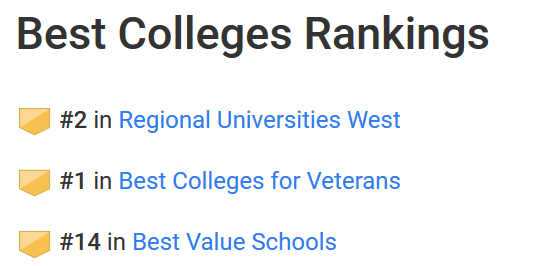 Best Colleges Rankings
#2 in Regional Universities West
#1 in Best Colleges for Veterans
#14 in Best Value Schools